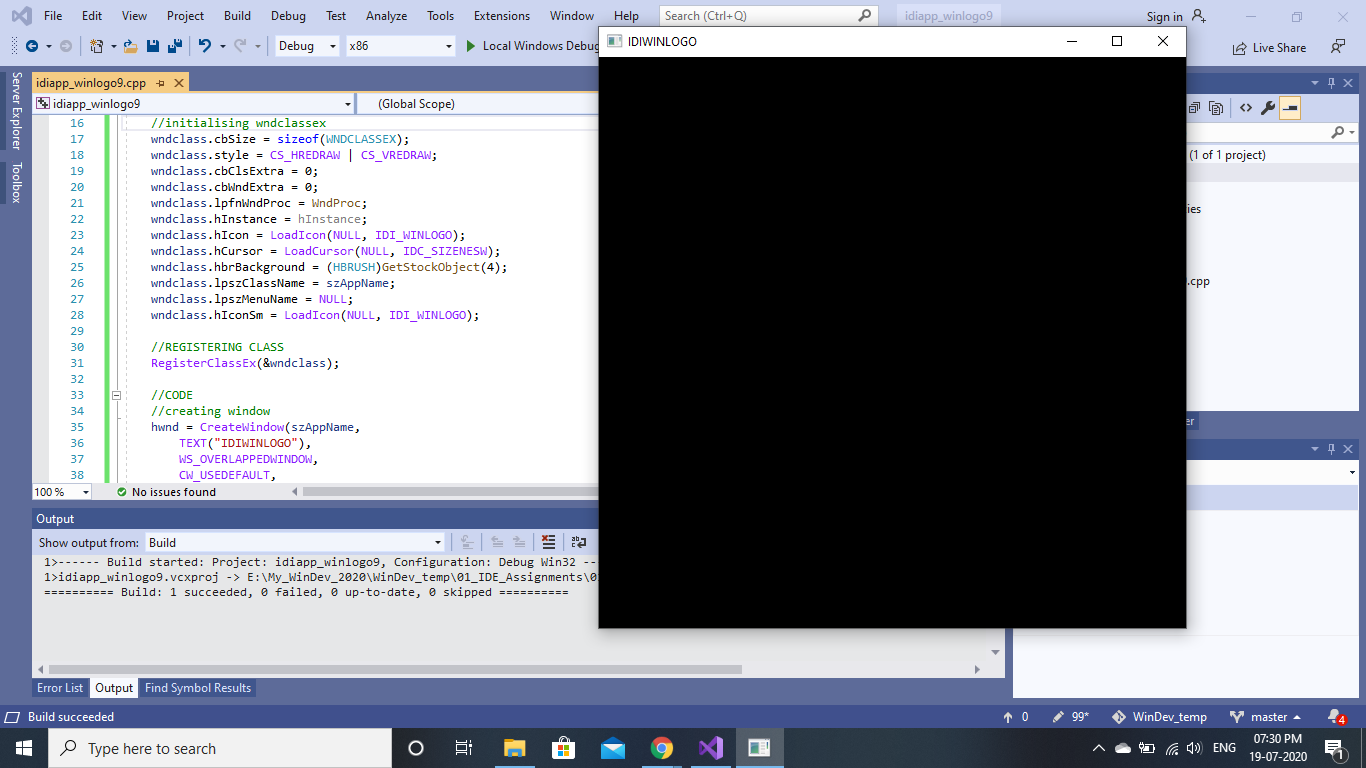 File Edit View Project Build Debug Test Analyze Tools Extensions Window Help Search (Ctrl+Q) idiapp_winlogo9 Sign in
Debug x86 Local Windows Debug
Live Share
IDIWINLOGO
Server Explorer
Toolbox
idiapp_winlogo9.cpp
idiapp_winlogo9 (Global Scope)
16 //initialising wndclassex
17 wndclass.cbSize = sizeof(WNDCLASSEX);
18 wndclass.style = CS_HREDRAW | CS_VREDRAW;
19 wndclass.cbClsExtra = 0;
20 wndclass.cbWndExtra = 0;
21 wndclass.lpfnWndProc = WndProc;
22 wndclass.hInstance = hInstance;
23 wndclass.hIcon = LoadIcon(NULL, IDI_WINLOGO);
24 wndclass.hCursor = LoadCursor(NULL, IDC_SIZENESW);
25 wndclass.hbrBackground = (HBRUSH)GetStockObject(4);
26 wndclass.lpszClassName = szAppName;
27 wndclass.lpszMenuName = NULL;
28 wndclass.hIconSm = LoadIcon(NULL, IDI_WINLOGO);
29
30 //REGISTERING CLASS
31 RegisterClassEx(&wndclass);
32
33 //CODE
34 //creating window
35 hwnd = CreateWindow(szAppName,
36 TEXT("IDIWINLOGO"),
37 WS_OVERLAPPEDWINDOW,
38 CW_USEDEFAULT,
100 % No issues found
(1 of 1 project)
ies
.cpp
er
Output
Show output from: Build
1>------ Build started: Project: idiapp_winlogo9, Configuration: Debug Win32 --
1>idiapp_winlogo9.vcxproj -> E:\My_WinDev_2020\WinDev_temp\01_IDE_Assignments\0
========== Build: 1 succeeded, 0 failed, 0 up-to-date, 0 skipped ==========
Error List Output Find Symbol Results
Build succeeded 0 99* WinDev_temp master 4
Type here to search ENG 07:30 PM
19-07-2020 1